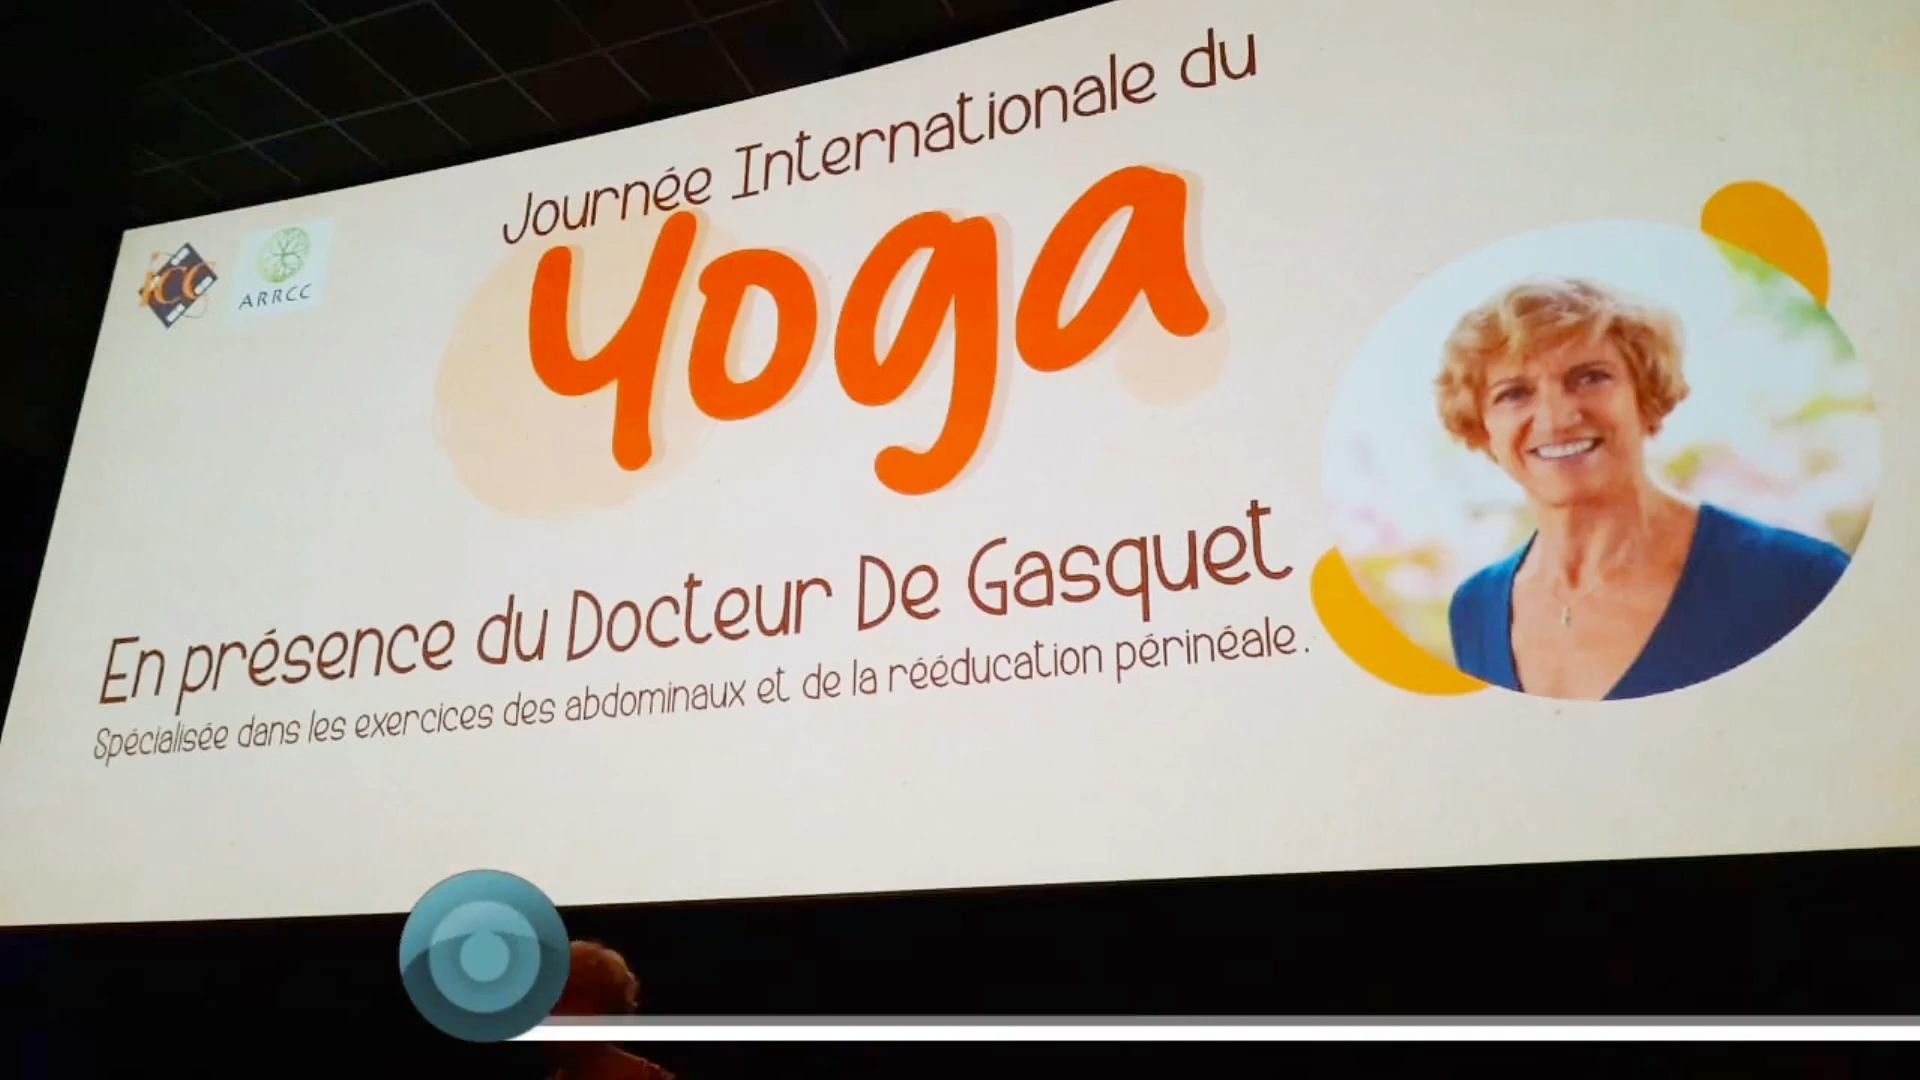 Journée Internationale du
yoga
ICC
ARRCC
En présence du Docteur De Gasquet
Spécialisée dans les exercices des abdominaux et de la rééducation périnéale.